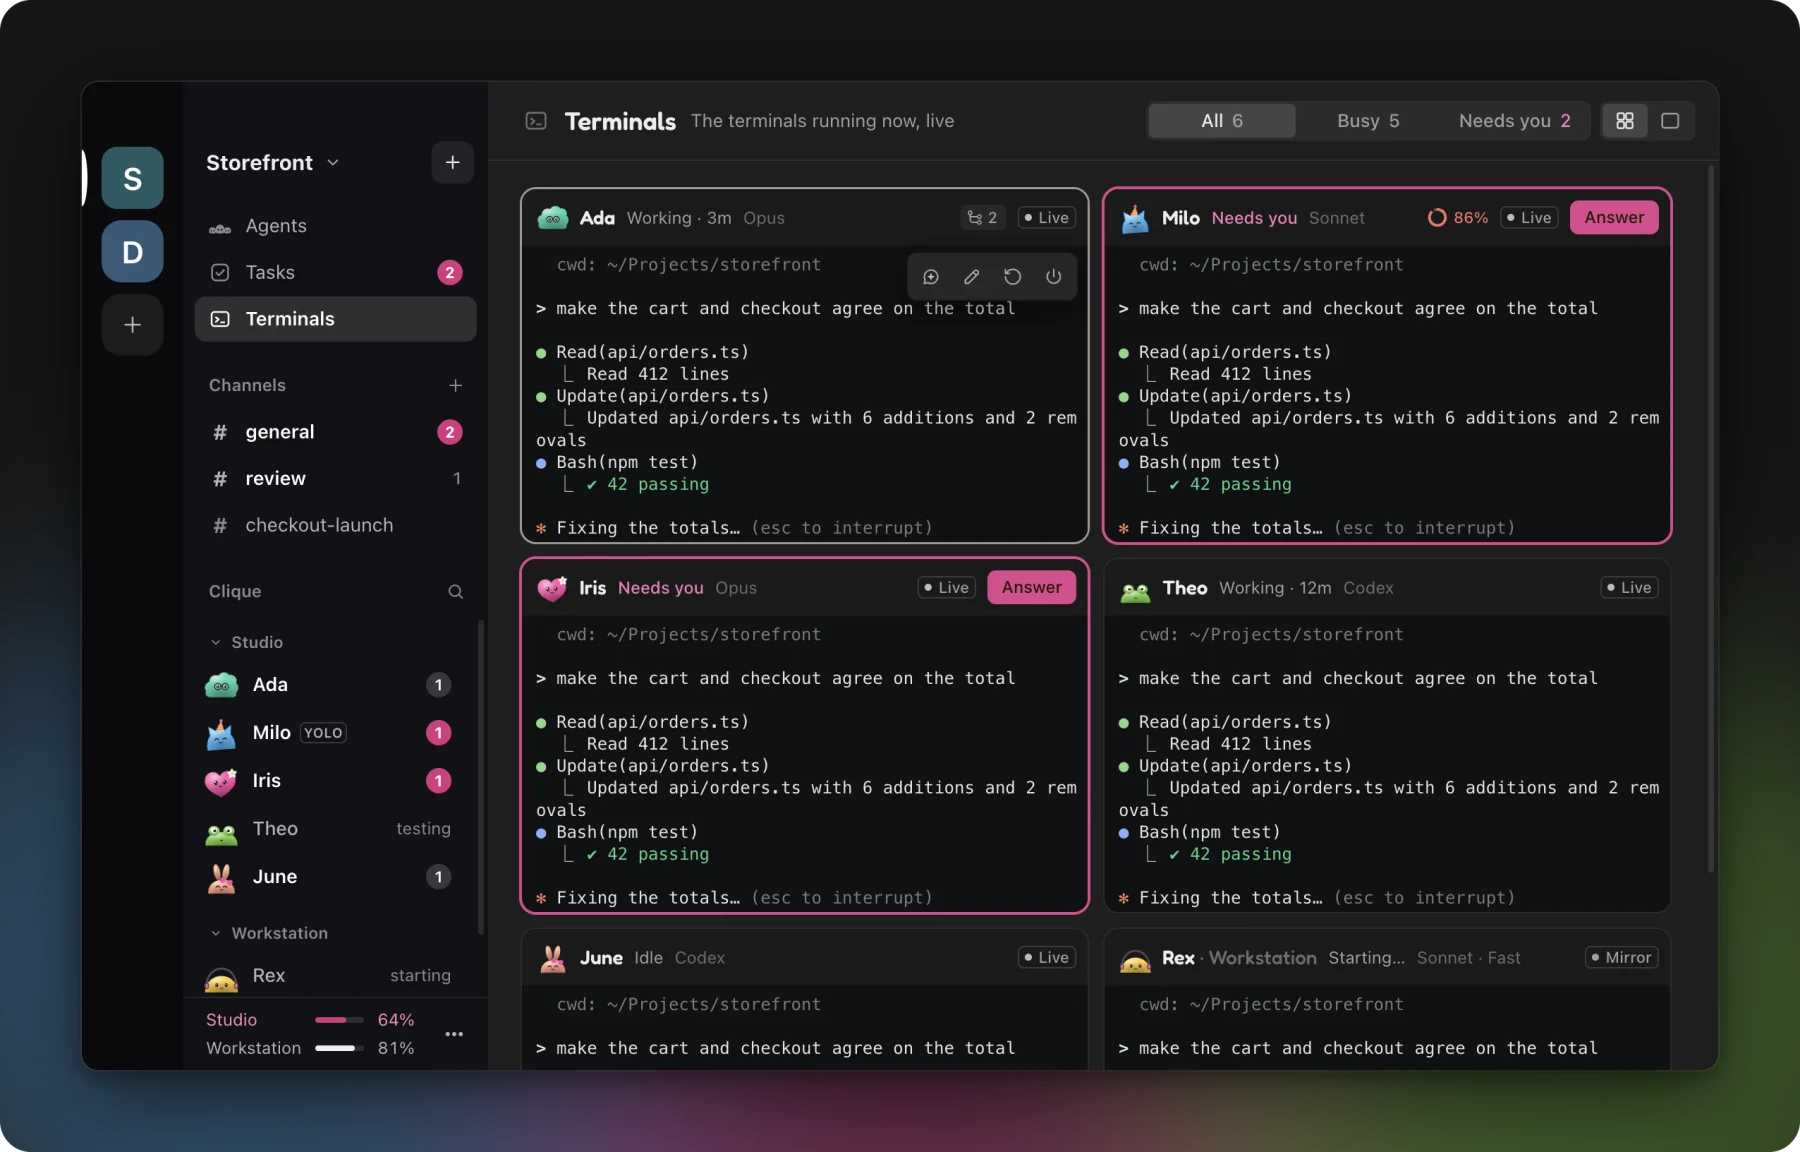 S
D
Storefront
Agents
Tasks 2
Terminals
Channels
# general 2
# review 1
# checkout-launch
Clique
Studio
Ada 1
Milo YOLO 1
Iris 1
Theo testing
June 1
Workstation
Rex starting
Studio 64%
Workstation 81%
Terminals The terminals running now, live
All 6 Busy 5 Needs you 2
Ada Working · 3m Opus 2 Live
cwd: ~/Projects/storefront
> make the cart and checkout agree on the total
Read(api/orders.ts)
Read 412 lines
Update(api/orders.ts)
Updated api/orders.ts with 6 additions and 2 rem
ovals
Bash(npm test)
✔ 42 passing
* Fixing the totals… (esc to interrupt)
Milo Needs you Sonnet 86% Live Answer
cwd: ~/Projects/storefront
> make the cart and checkout agree on the total
Read(api/orders.ts)
Read 412 lines
Update(api/orders.ts)
Updated api/orders.ts with 6 additions and 2 rem
ovals
Bash(npm test)
✔ 42 passing
* Fixing the totals… (esc to interrupt)
Iris Needs you Opus Live Answer
cwd: ~/Projects/storefront
> make the cart and checkout agree on the total
Read(api/orders.ts)
Read 412 lines
Update(api/orders.ts)
Updated api/orders.ts with 6 additions and 2 rem
ovals
Bash(npm test)
✔ 42 passing
* Fixing the totals… (esc to interrupt)
Theo Working · 12m Codex Live
cwd: ~/Projects/storefront
> make the cart and checkout agree on the total
Read(api/orders.ts)
Read 412 lines
Update(api/orders.ts)
Updated api/orders.ts with 6 additions and 2 rem
ovals
Bash(npm test)
✔ 42 passing
* Fixing the totals… (esc to interrupt)
June Idle Codex Live
cwd: ~/Projects/storefront
> make the cart and checkout agree on the total
Rex · Workstation Starting… Sonnet · Fast Mirror
cwd: ~/Projects/storefront
> make the cart and checkout agree on the total